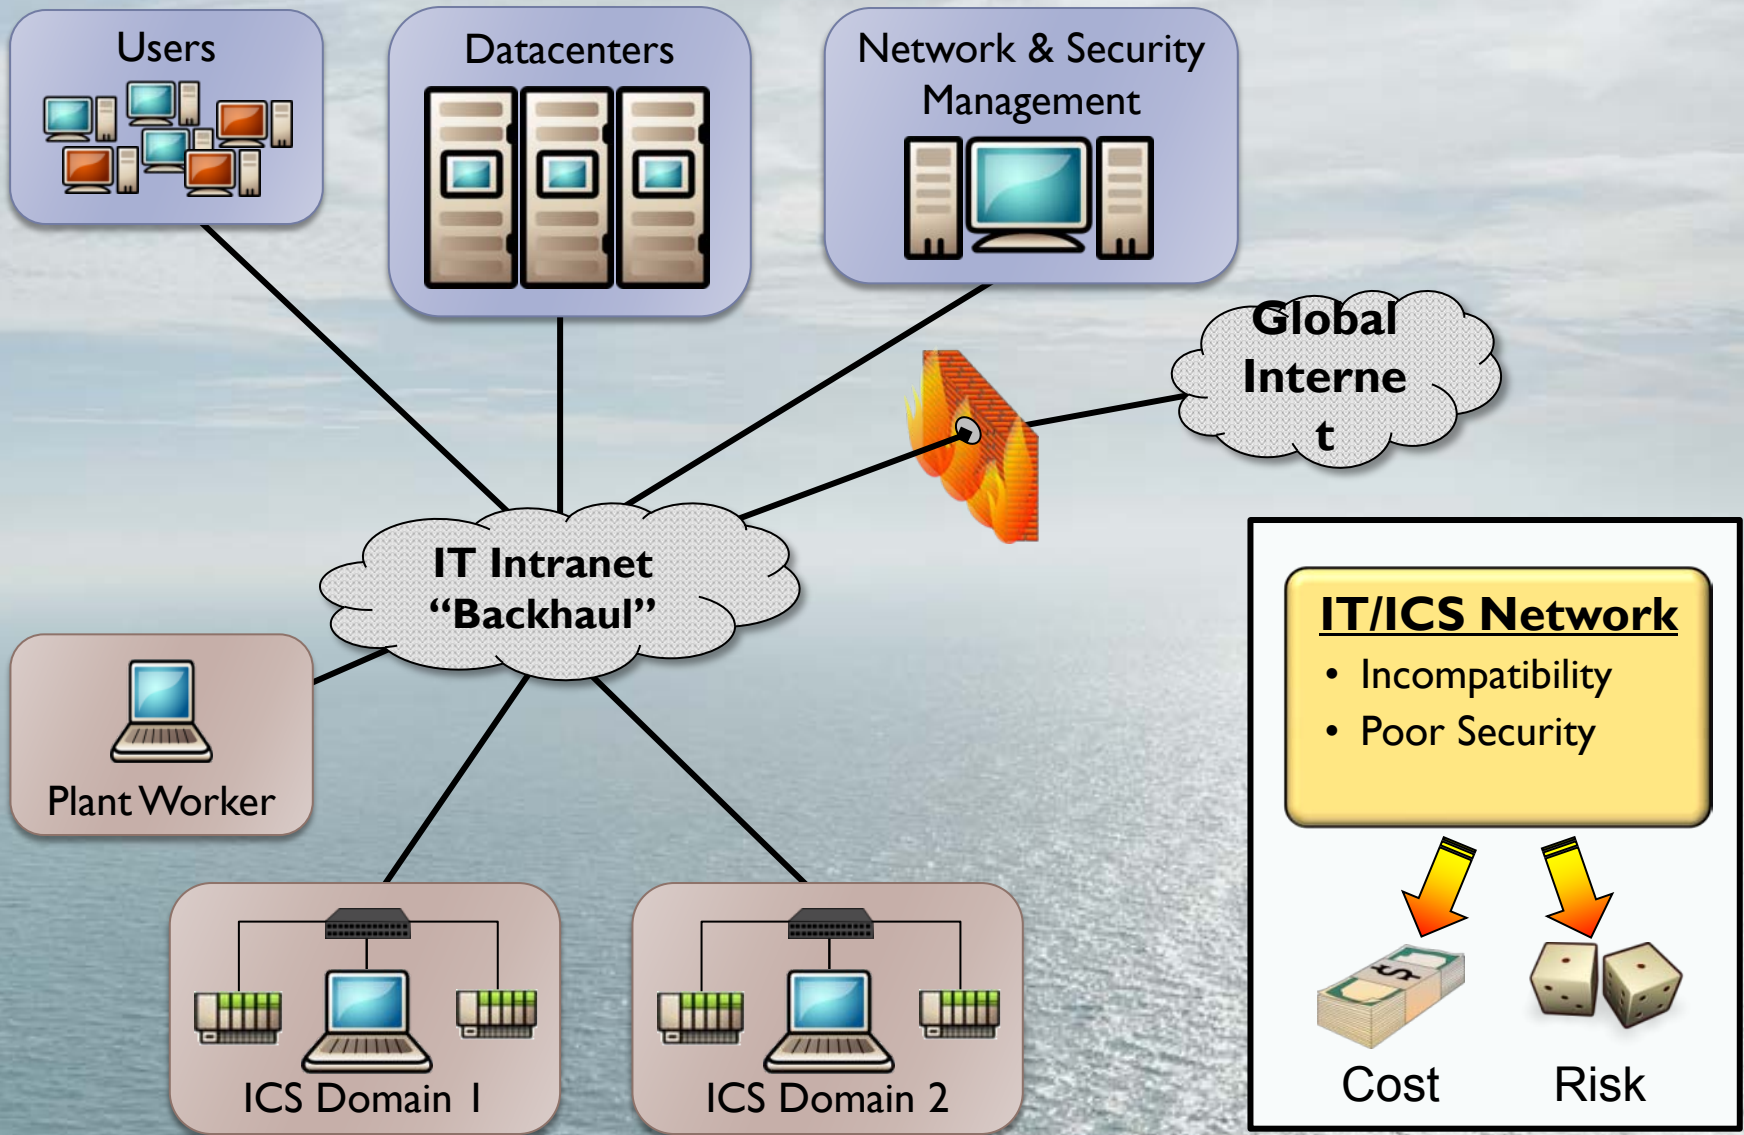 Users
Datacenters
Network & Security
Management
Global
Interne
t
IT Intranet
“Backhaul”
Plant Worker
ICS Domain 1
ICS Domain 2
IT/ICS Network
• Incompatibility
• Poor Security
$
Cost
Risk